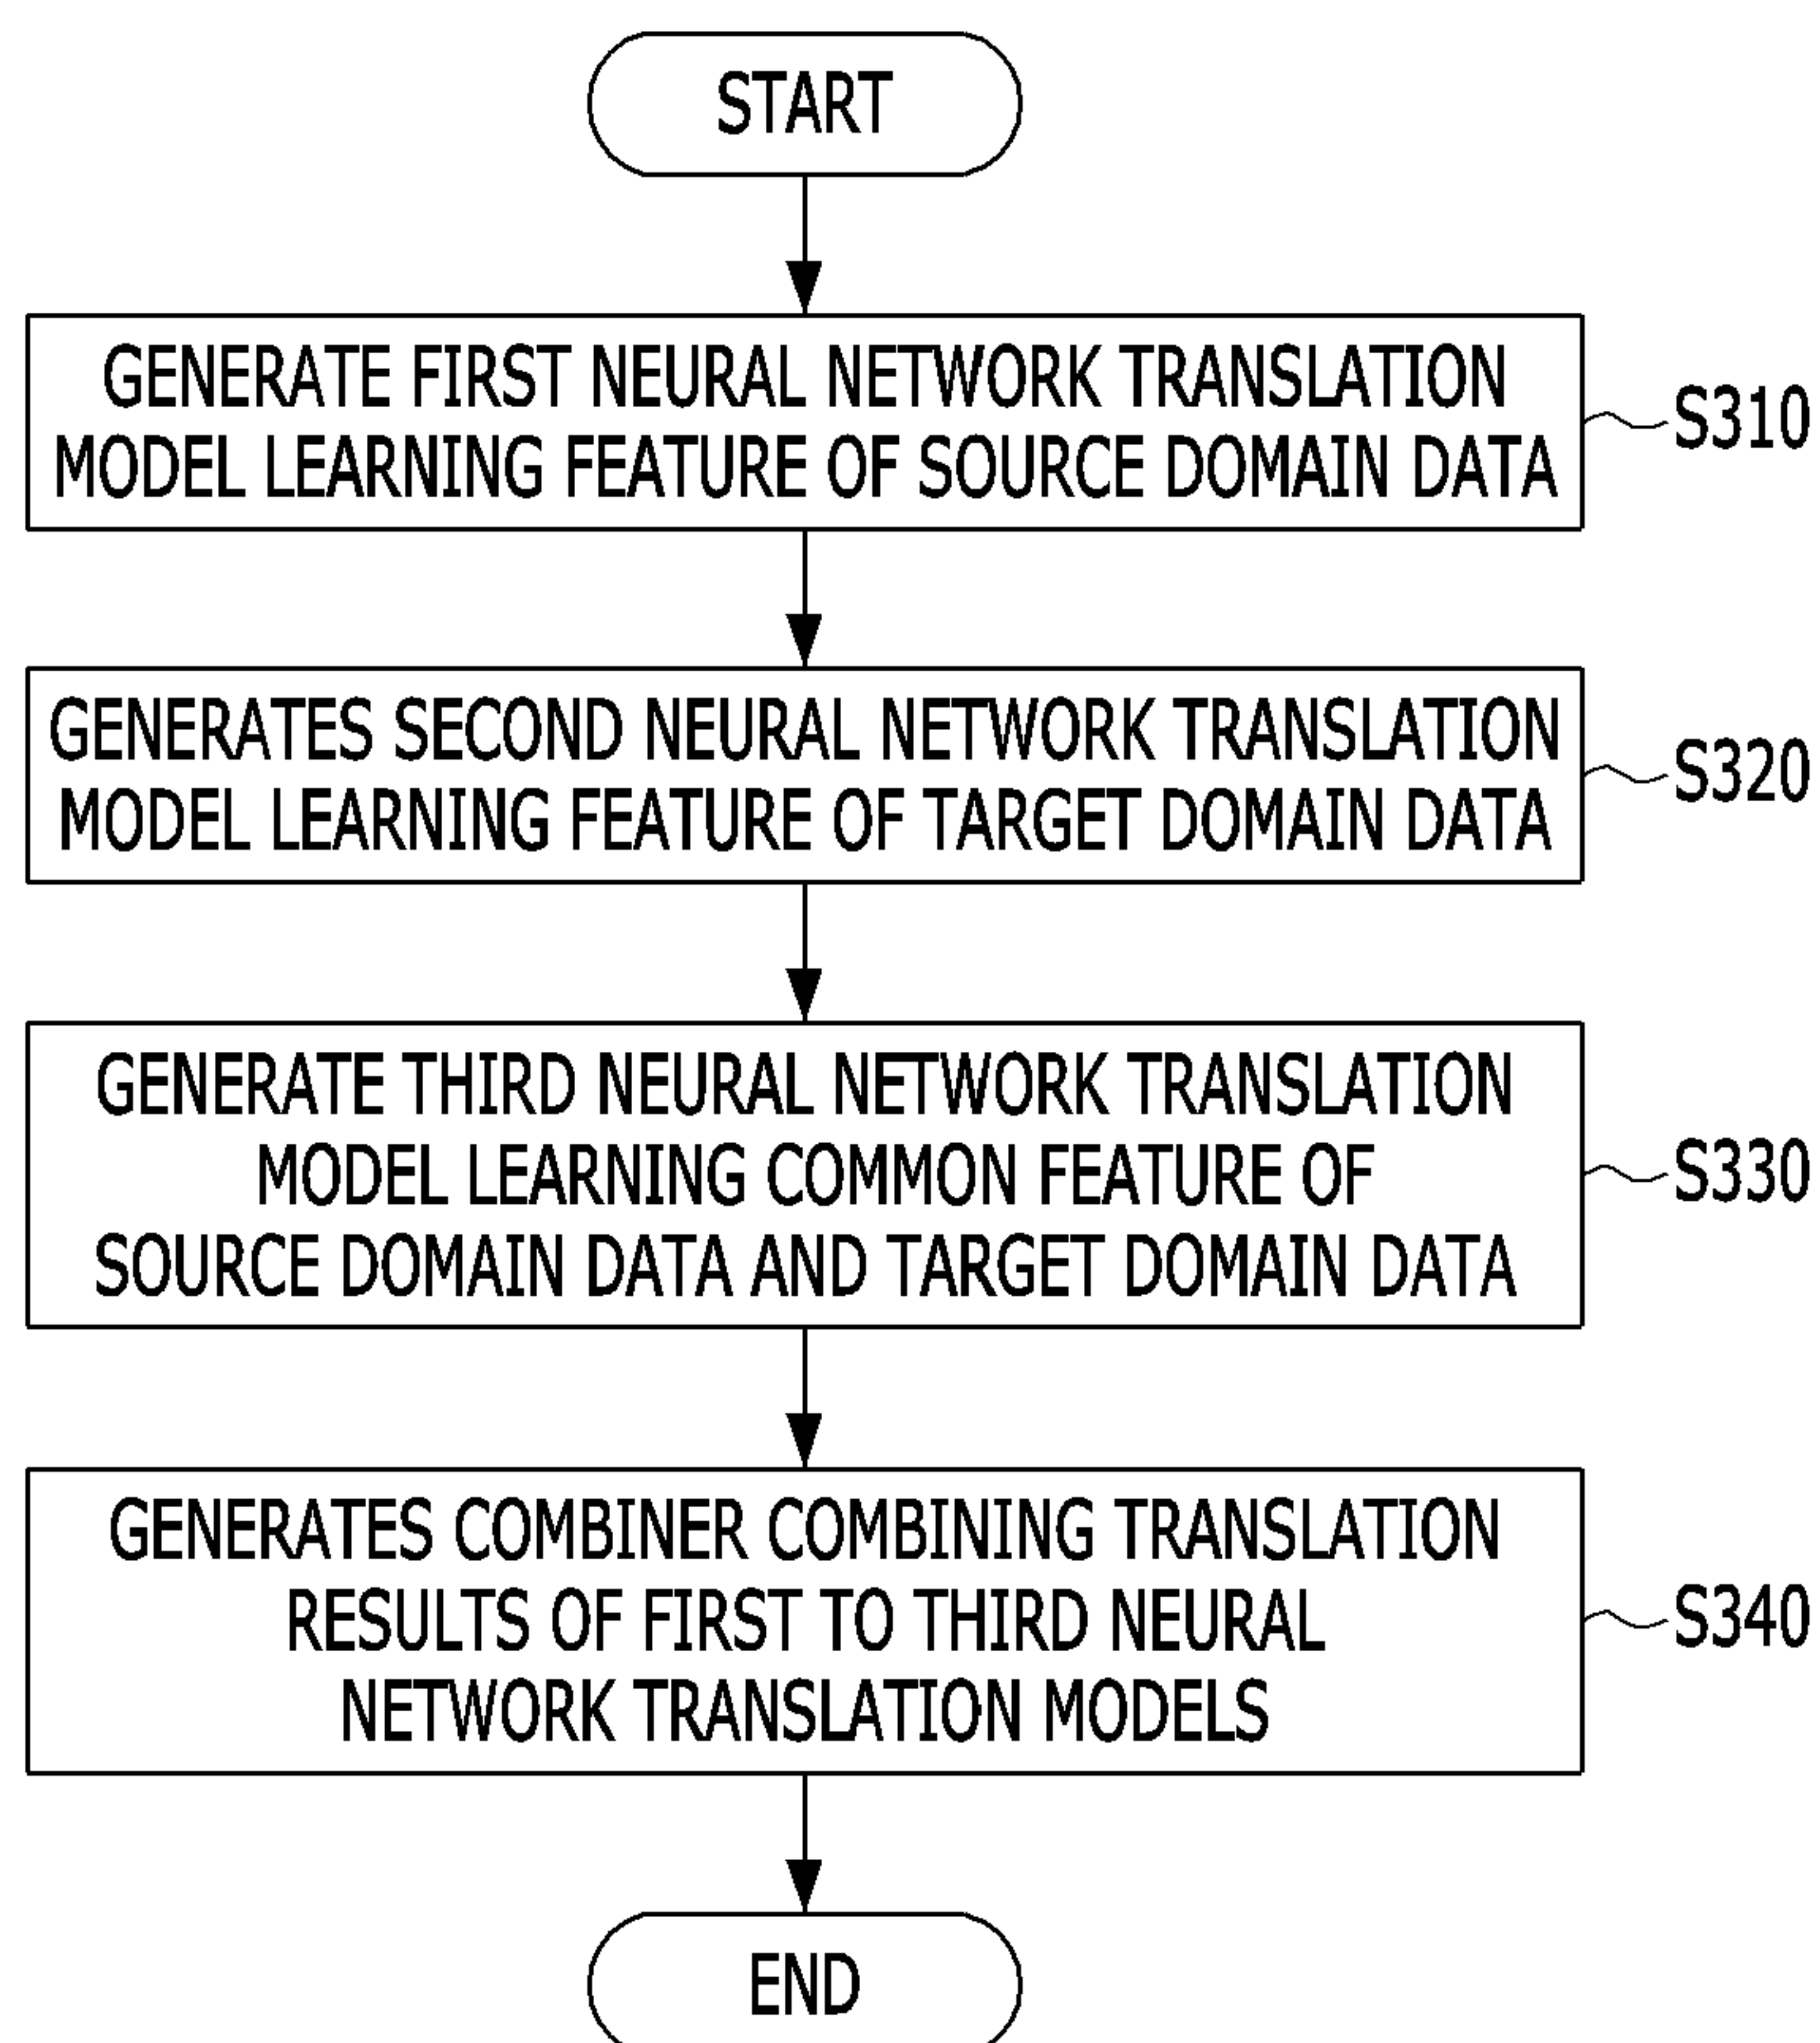 START
GENERATE FIRST NEURAL NETWORK TRANSLATION
MODEL LEARNING FEATURE OF SOURCE DOMAIN DATA
S310
GENERATES SECOND NEURAL NETWORK TRANSLATION
MODEL LEARNING FEATURE OF TARGET DOMAIN DATA
S320
GENERATE THIRD NEURAL NETWORK TRANSLATION
MODEL LEARNING COMMON FEATURE OF
SOURCE DOMAIN DATA AND TARGET DOMAIN DATA
S330
GENERATES COMBINER COMBINING TRANSLATION
RESULTS OF FIRST TO THIRD NEURAL
NETWORK TRANSLATION MODELS
S340
END